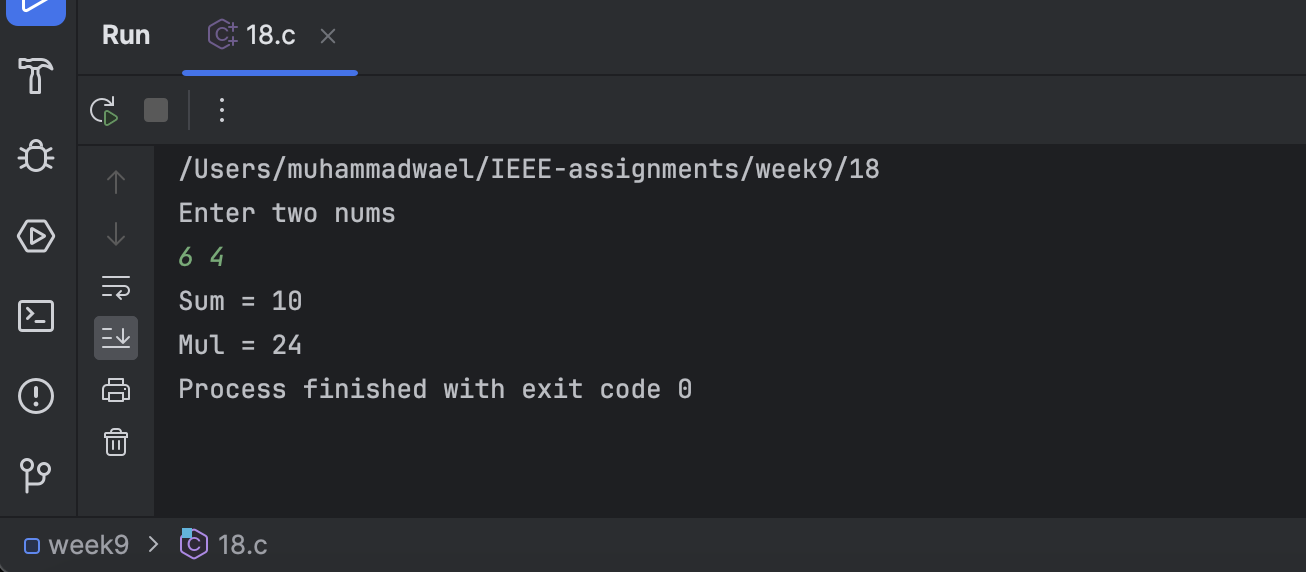 Run 18.c
/Users/muhammadwael/IEEE-assignments/week9/18
Enter two nums
6 4
Sum = 10
Mul = 24
Process finished with exit code 0
week9 > 18.c